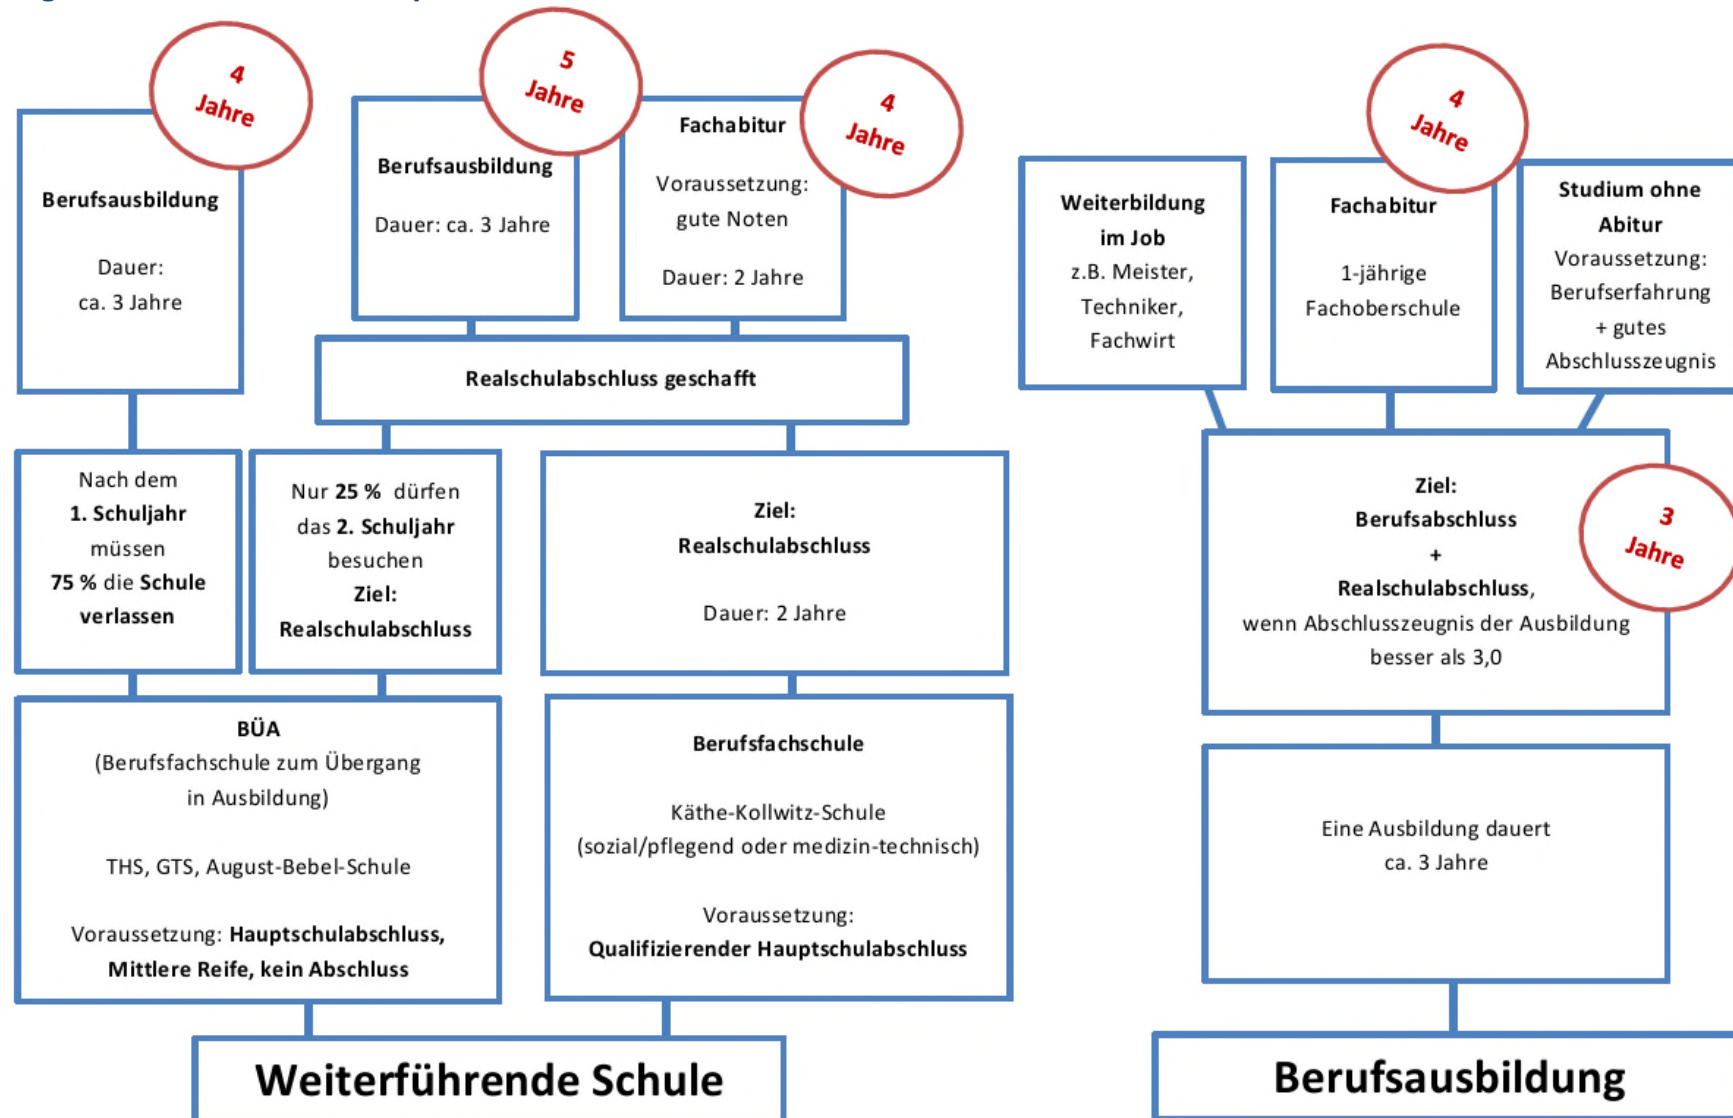 4
Jahre
Berufsausbildung
Dauer:
ca. 3 Jahre
5
Jahre
Berufsausbildung
Dauer: ca. 3 Jahre
4
Jahre
Fachabitur
Voraussetzung:
gute Noten
Dauer: 2 Jahre
Realschulabschluss geschafft
Nach dem
1. Schuljahr
müssen
75 % die Schule
verlassen
Nur 25 % dürfen
das 2. Schuljahr
besuchen
Ziel:
Realschulabschluss
Ziel:
Realschulabschluss
Dauer: 2 Jahre
BÜA
(Berufsfachschule zum Übergang
in Ausbildung)
THS, GTS, August-Bebel-Schule
Voraussetzung: Hauptschulabschluss,
Mittlere Reife, kein Abschluss
Berufsfachschule
Käthe-Kollwitz-Schule
(sozial/pflegend oder medizin-technisch)
Voraussetzung:
Qualifizierender Hauptschulabschluss
Weiterführende Schule
Weiterbildung
im Job
z.B. Meister,
Techniker,
Fachwirt
4
Jahre
Fachabitur
1-jährige
Fachoberschule
Studium ohne
Abitur
Voraussetzung:
Berufserfahrung
+ gutes
Abschlusszeugnis
Ziel:
Berufsabschluss
+
Realschulabschluss,
wenn Abschlusszeugnis der Ausbildung
besser als 3,0
3
Jahre
Eine Ausbildung dauert
ca. 3 Jahre
Berufsausbildung